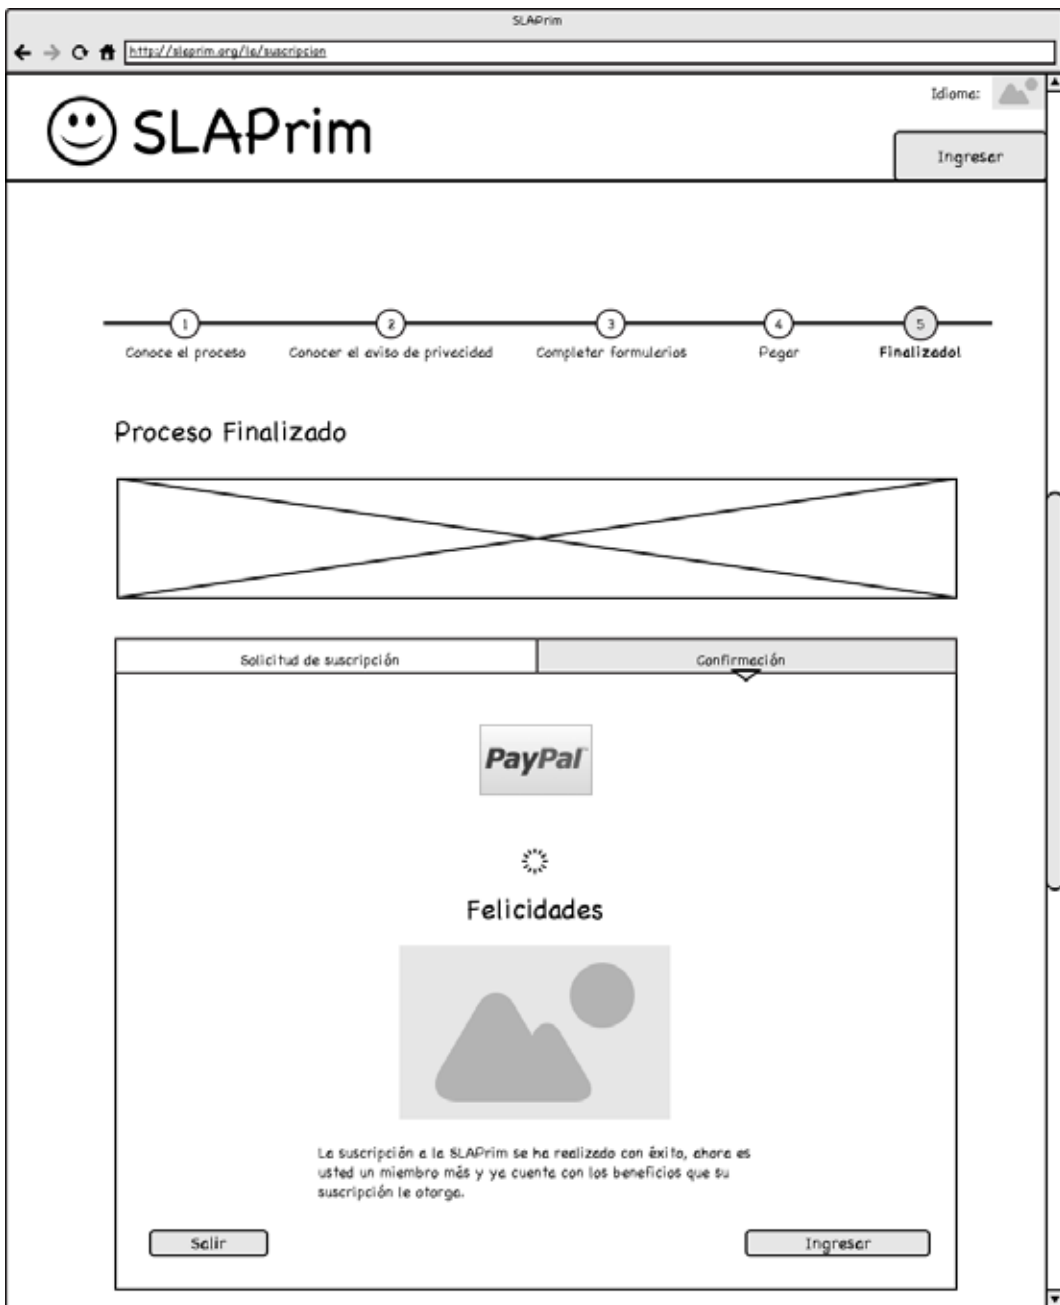 SLAPrim
http://slaprim.org/la/suscripcion
Idioma:
SLAPrim
Ingresar
1 2 3 4 5
Conoce el proceso Conocer el aviso de privacidad Completar formularios Pagar Finalizado!
Proceso Finalizado
Solicitud de suscripción Confirmación
PayPal
Felicidades
La suscripción a la SLAPrim se ha realizado con éxito, ahora es
usted un miembro más y ya cuenta con los beneficios que su
suscripción le otorga.
Salir Ingresar